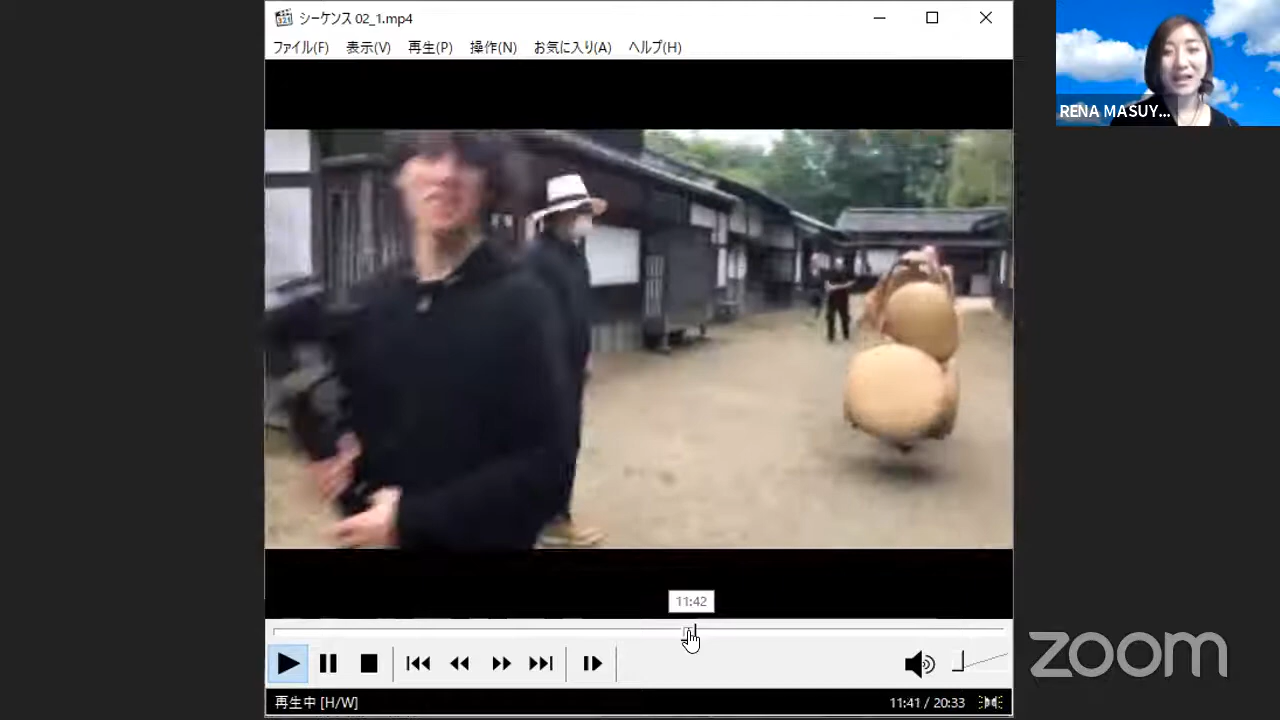 シーケンス 02_1.mp4
ファイル(F) 表示(V) 再生(P) 操作(N) お気に入り(A) ヘルプ(H)
RENA MASUY...
11:42
再生中 [H/W]
11:41 / 20:33
zoom